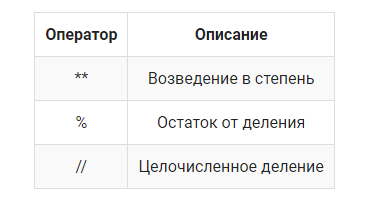 Оператор Описание
** Возведение в степень
% Остаток от деления
// Целочисленное деление